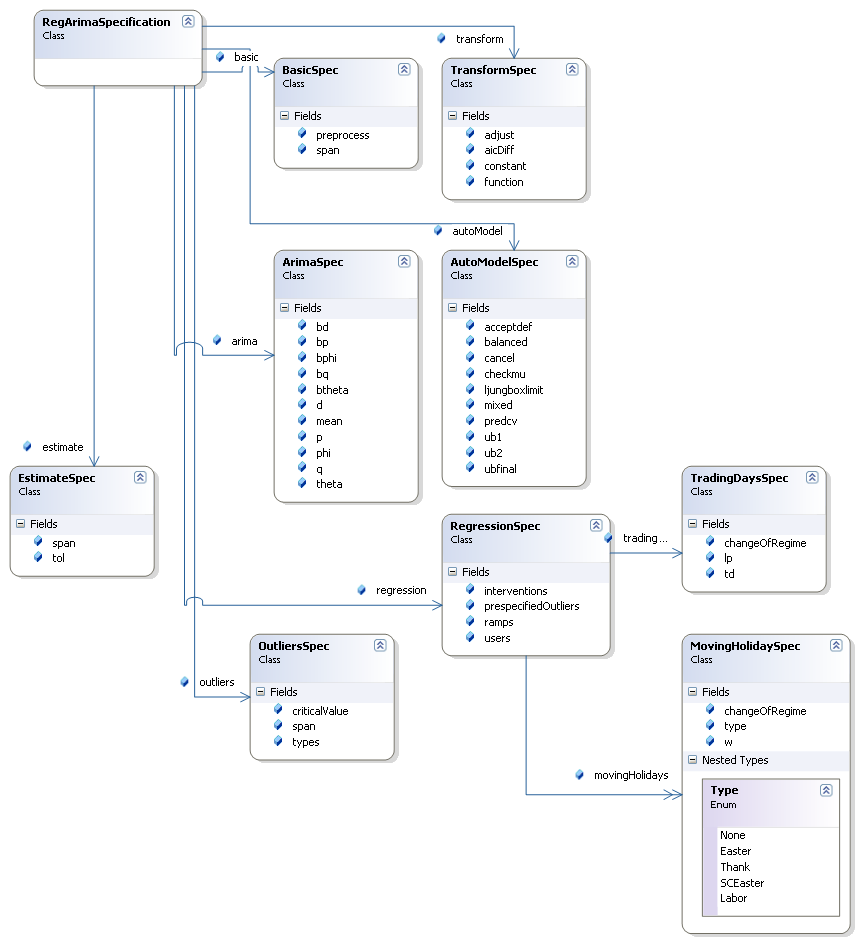 RegArimaSpecification
Class
transform
basic
BasicSpec
Class
Fields
preprocess
span
TransformSpec
Class
Fields
adjust
aicDiff
constant
function
autoModel
ArimaSpec
Class
Fields
bd
bp
bphi
bq
btheta
d
mean
p
phi
q
theta
AutoModelSpec
Class
Fields
acceptdef
balanced
cancel
checkmu
ljungboxlimit
mixed
predcv
ub1
ub2
ubfinal
arima
estimate
EstimateSpec
Class
Fields
span
tol
RegressionSpec
Class
Fields
interventions
prespecifiedOutliers
ramps
users
trading...
TradingDaysSpec
Class
Fields
changeOfRegime
lp
td
regression
OutliersSpec
Class
Fields
criticalValue
span
types
outliers
MovingHolidaySpec
Class
Fields
changeOfRegime
type
w
Nested Types
Type
Enum
None
Easter
Thank
SCEaster
Labor
movingHolidays